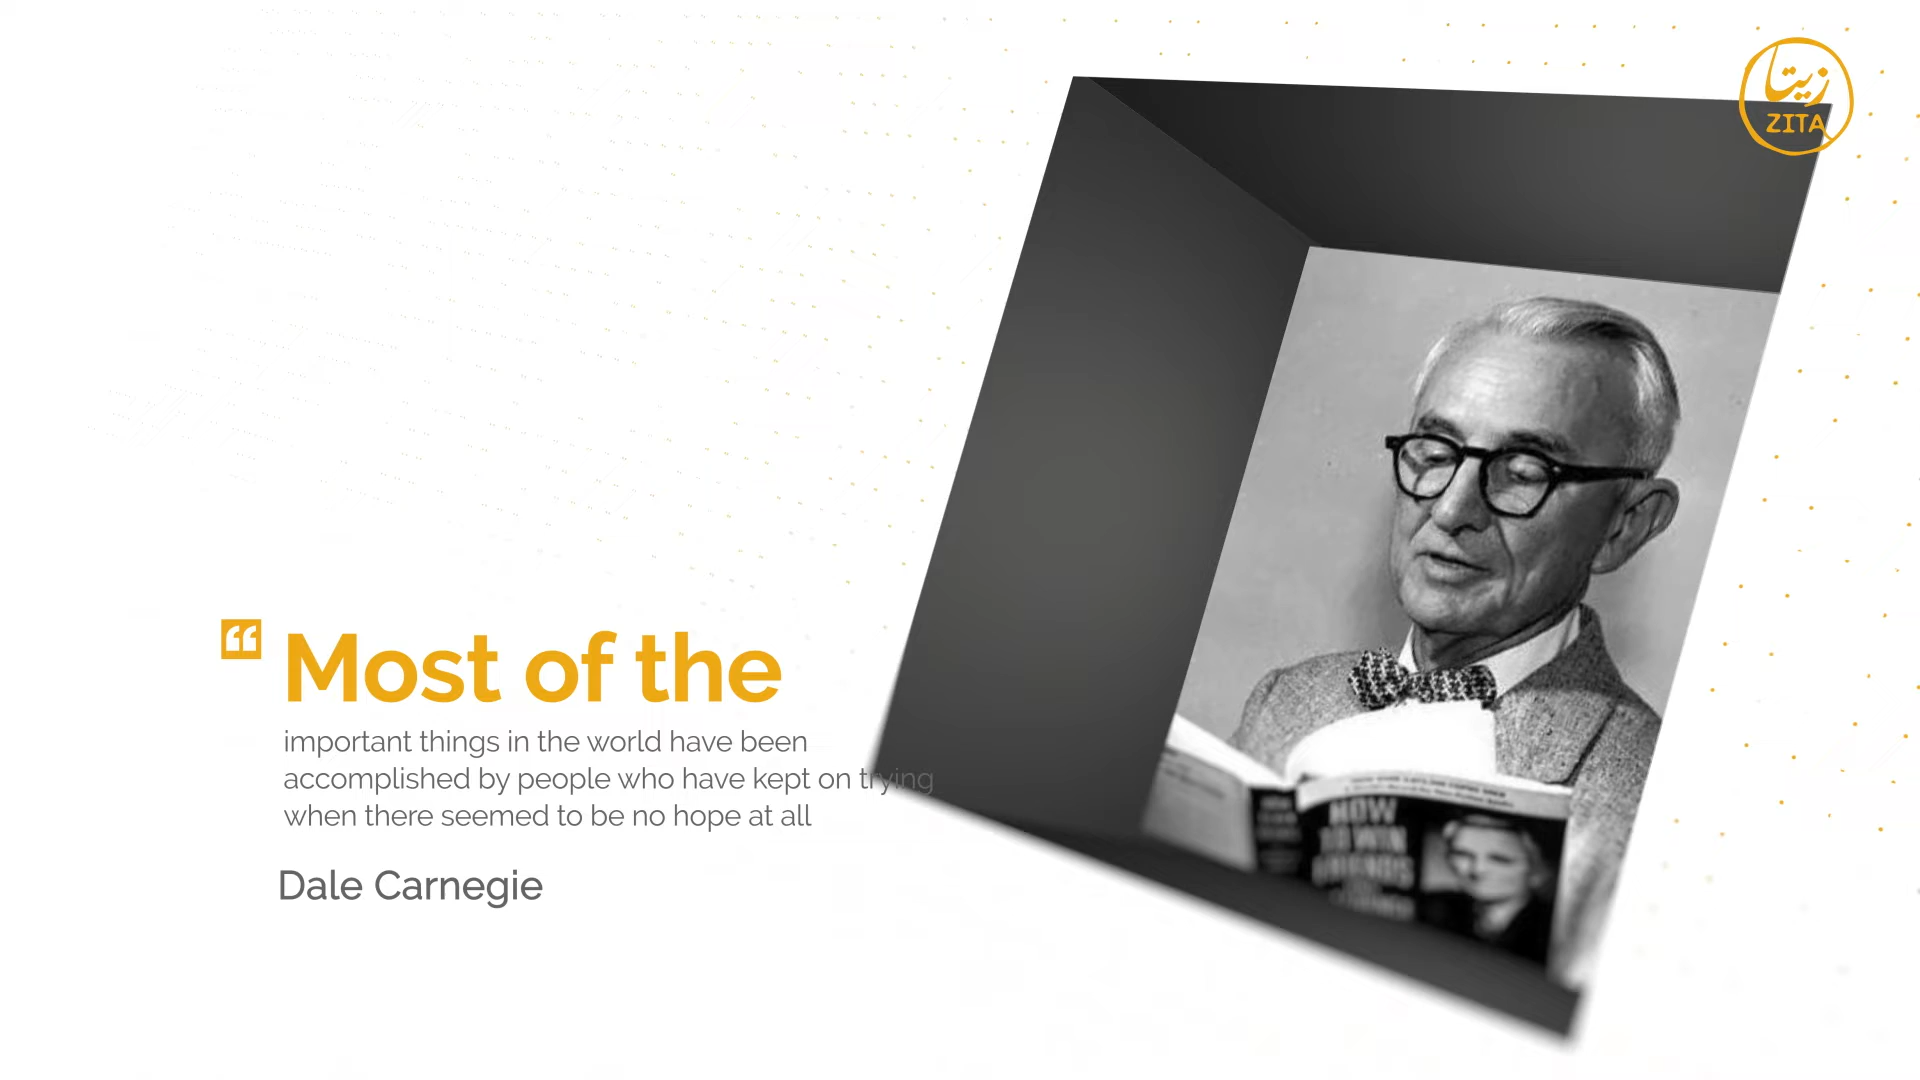 زيتا
ZITA
“ Most of the
important things in the world have been
accomplished by people who have kept on trying
when there seemed to be no hope at all
Dale Carnegie
HOW
TO WIN
FRIENDS